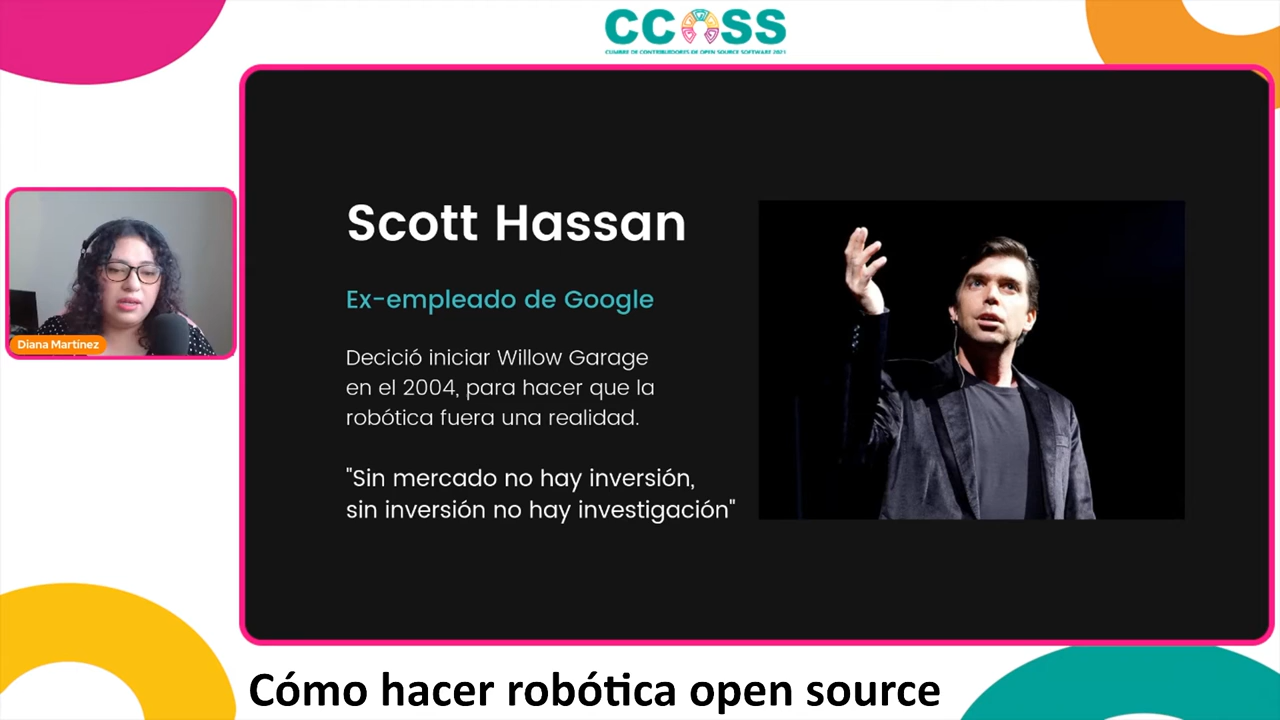 CCOSS
CUMBRE DE CONTRIBUIDORES DE OPEN SOURCE SOFTWARE 2021
Scott Hassan
Ex-empleado de Google
Decició iniciar Willow Garage
en el 2004, para hacer que la
robótica fuera una realidad.
"Sin mercado no hay inversión,
sin inversión no hay investigación"
Diana Martínez
Cómo hacer robótica open source